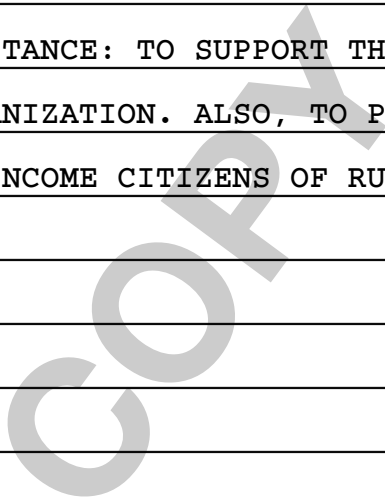 TANCE: TO SUPPORT TH
NIZATION. ALSO, TO P
NCOME CITIZENS OF RU
COPY